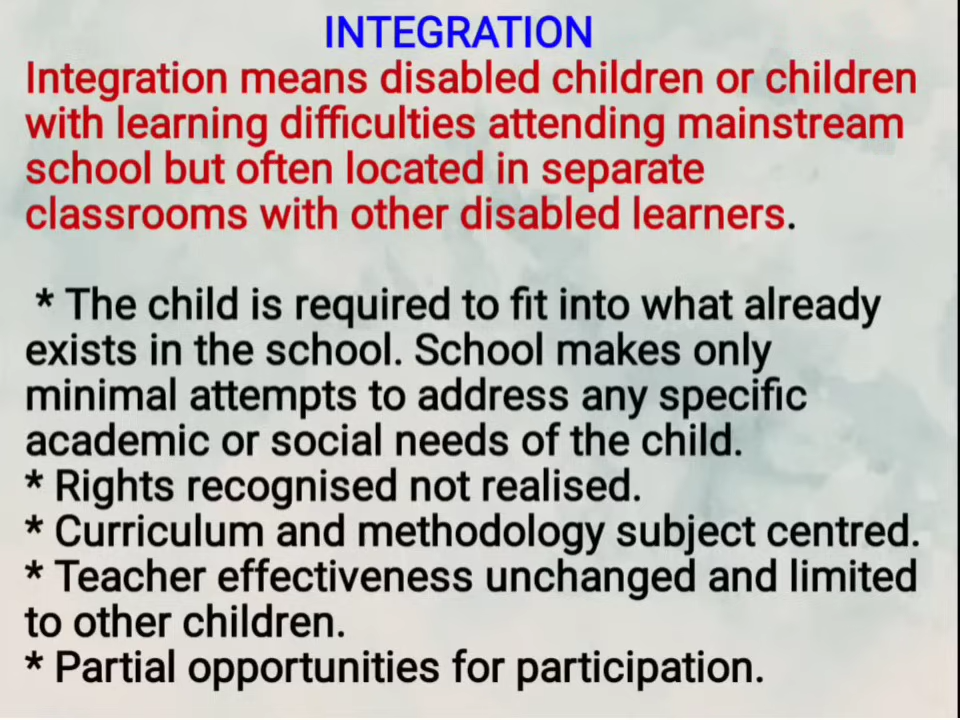 INTEGRATION
Integration means disabled children or children
with learning difficulties attending mainstream
school but often located in separate
classrooms with other disabled learners.
* The child is required to fit into what already
exists in the school. School makes only
minimal attempts to address any specific
academic or social needs of the child.
* Rights recognised not realised.
* Curriculum and methodology subject centred.
* Teacher effectiveness unchanged and limited
to other children.
* Partial opportunities for participation.